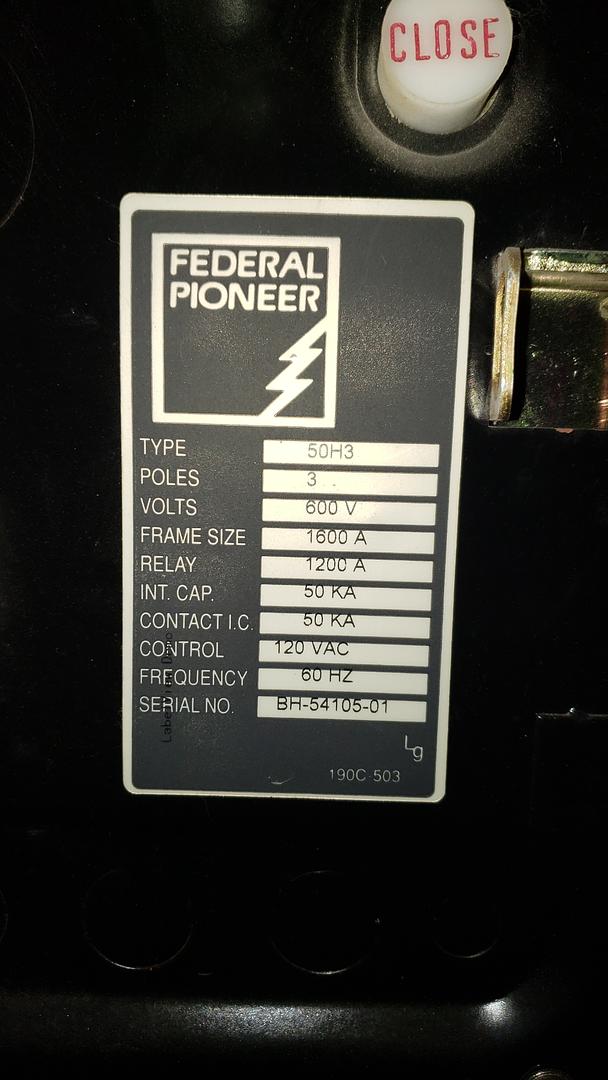 CLOSE
FEDERAL
PIONEER
TYPE 50H3
POLES 3
VOLTS 600 V
FRAME SIZE 1600 A
RELAY 1200 A
INT. CAP. 50 KA
CONTACT I.C. 50 KA
CONTROL 120 VAC
FREQUENCY 60 HZ
SERIAL NO. BH-54105-01
Lg
190C-503